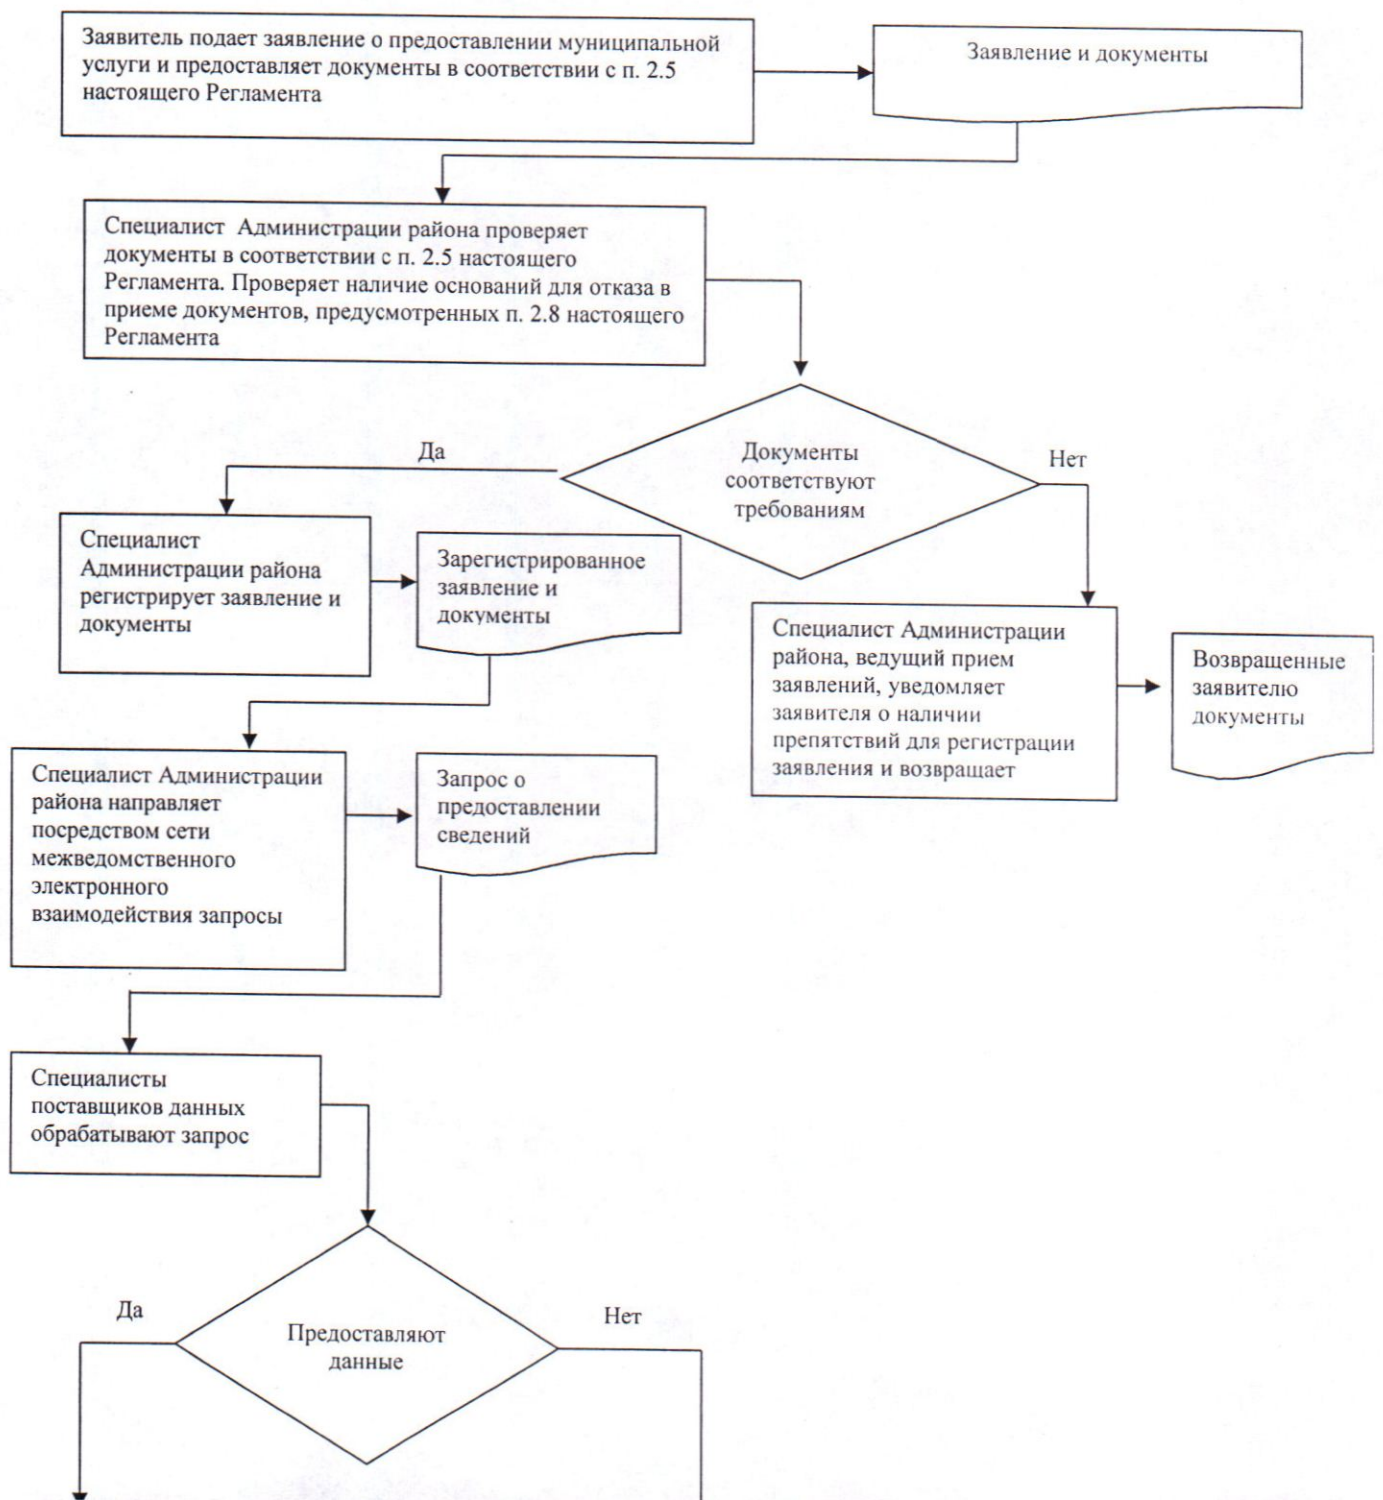 Заявитель подает заявление о предоставлении муниципальной
услуги и предоставляет документы в соответствии с п. 2.5
настоящего Регламента
Заявление и документы
Специалист Администрации района проверяет
документы в соответствии с п. 2.5 настоящего
Регламента. Проверяет наличие оснований для отказа в
приеме документов, предусмотренных п. 2.8 настоящего
Регламента
Документы
соответствуют
требованиям
Да
Нет
Специалист
Администрации района
регистрирует заявление и
документы
Зарегистрированное
заявление и
документы
Специалист Администрации
района, ведущий прием
заявлений, уведомляет
заявителя о наличии
препятствий для регистрации
заявления и возвращает
Возвращенные
заявителю
документы
Специалист Администрации
района направляет
посредством сети
межведомственного
электронного
взаимодействия запросы
Запрос о
предоставлении
сведений
Специалисты
поставщиков данных
обрабатывают запрос
Предоставляют
данные
Да
Нет